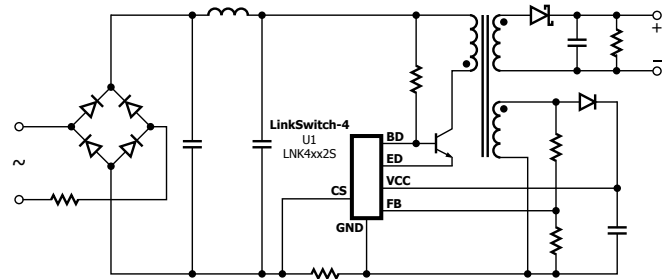 LinkSwitch-4
U1
LNK4xx2S
BD
ED
VCC
CS
FB
GND
+
−
~